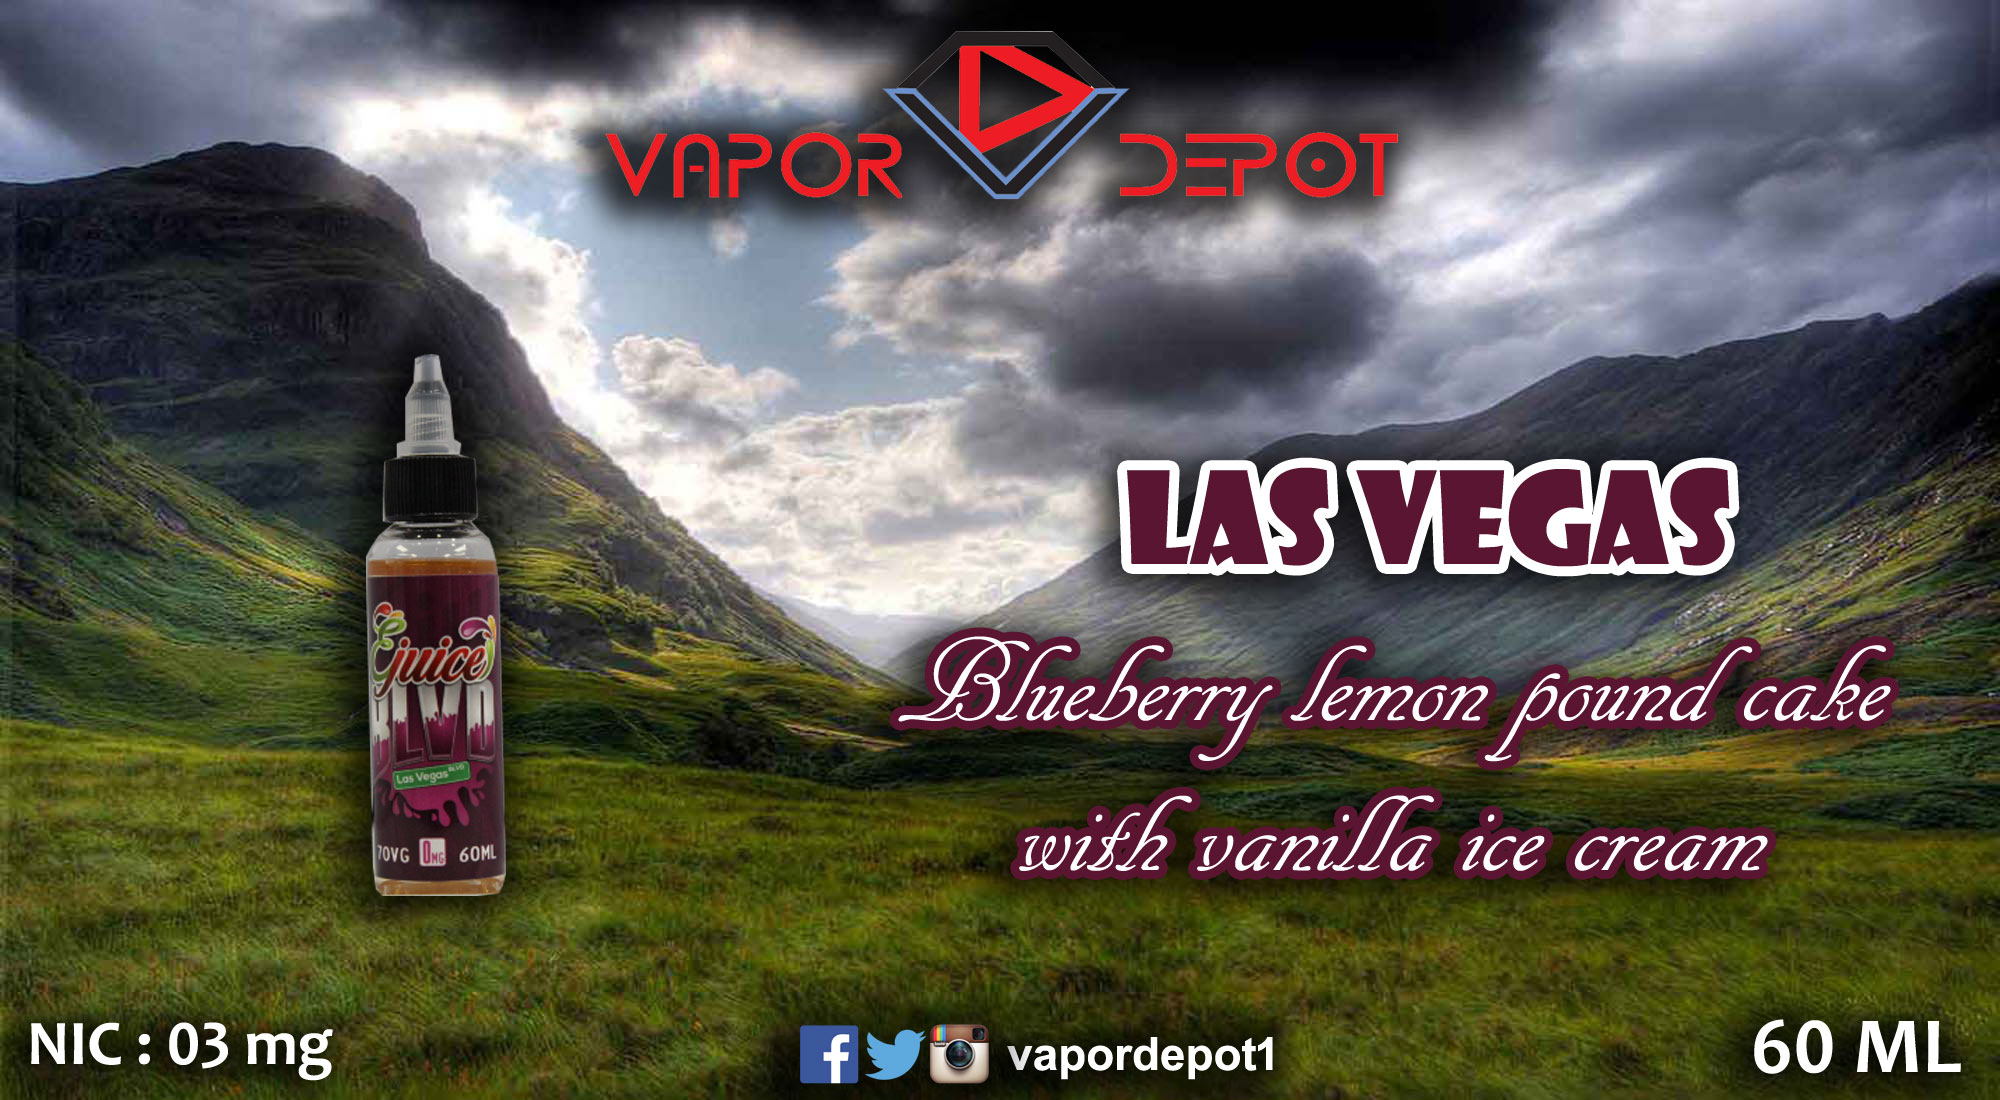 VAPOR DEPOT
LAS VEGAS
Blueberry lemon pound cake
with vanilla ice cream
Ejuice
BLVD
Las Vegas BLVD
70VG 0MG 60ML
NIC : 03 mg
vapordepot1
60 ML